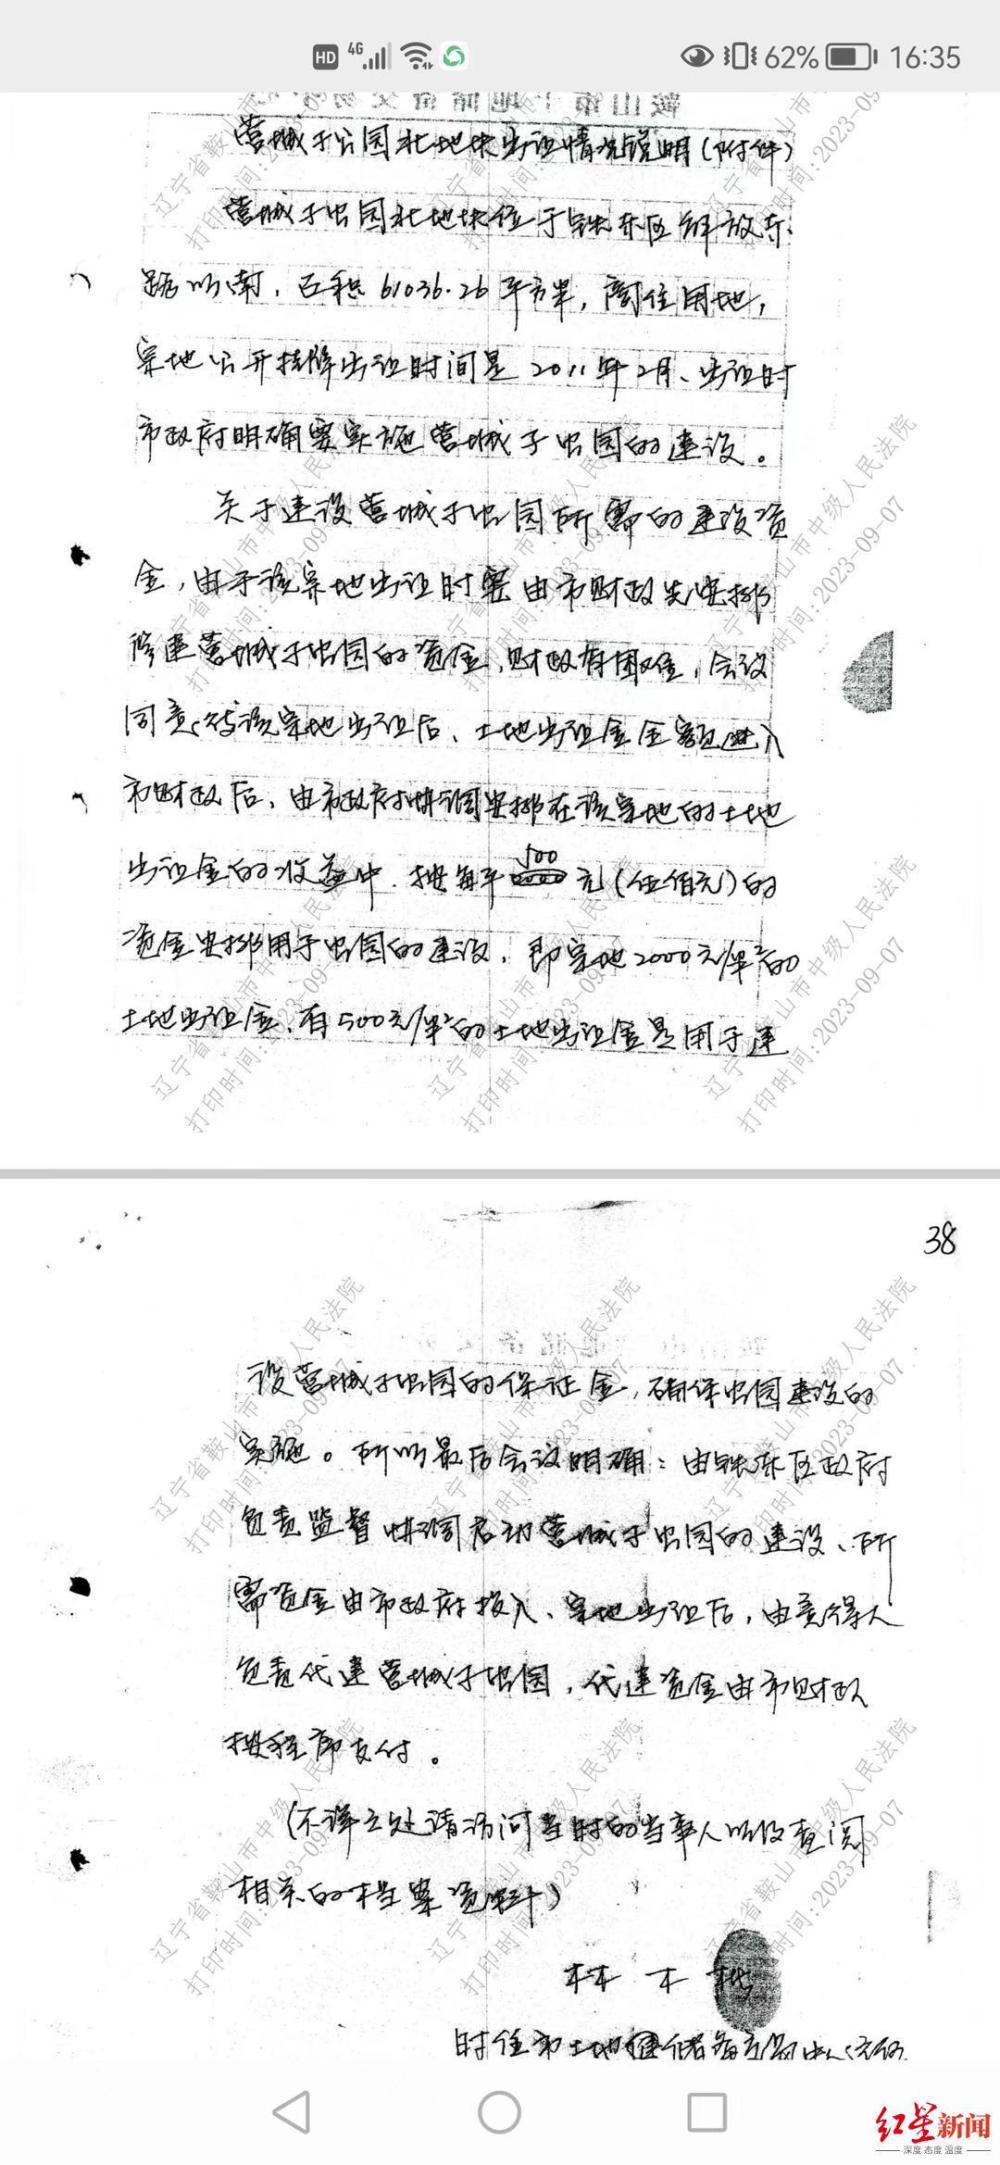 HD 4G 62% 16:35
营城子公园北地块出让情况说明(附件)
营城子公园北地块位于铁东区解放东
路以南,面积61036.26平方米,商住用地,
宗地公开挂牌出让时间是2011年2月、出让时
市政府明确要实施营城子公园的建设。
关于建设营城子公园所需的建设资
金,由于该宗地出让时需由市财政先安排
修建营城子公园的资金,财政有困难,会议
同意:待该宗地出让后、土地出让金全额进入
市财政后、由市政府协调安排在该宗地的土地
出让金的收益中、按每平500元(伍佰元)的
资金安排用于公园的建设,即宗地2000元/平米²的
土地出让金、有500元/米²的土地出让金是用于建
38
设营城子公园的保证金,确保公园建设的
实施。所以最后会议明确:由铁东区政府
负责监督协调启动营城子公园的建设、所
需资金由市政府投入、宗地出让后,由竞得人
负责代建营城子公园,代建资金由市财政
按程序支付。
(不详之处请访问当时的当事人以及查阅
相关的档案资料)
林木
时任市土地储备交易中心
辽宁省鞍山市中级人民法院
打印时间:2023-09-07
红星新闻
深度 态度 温度